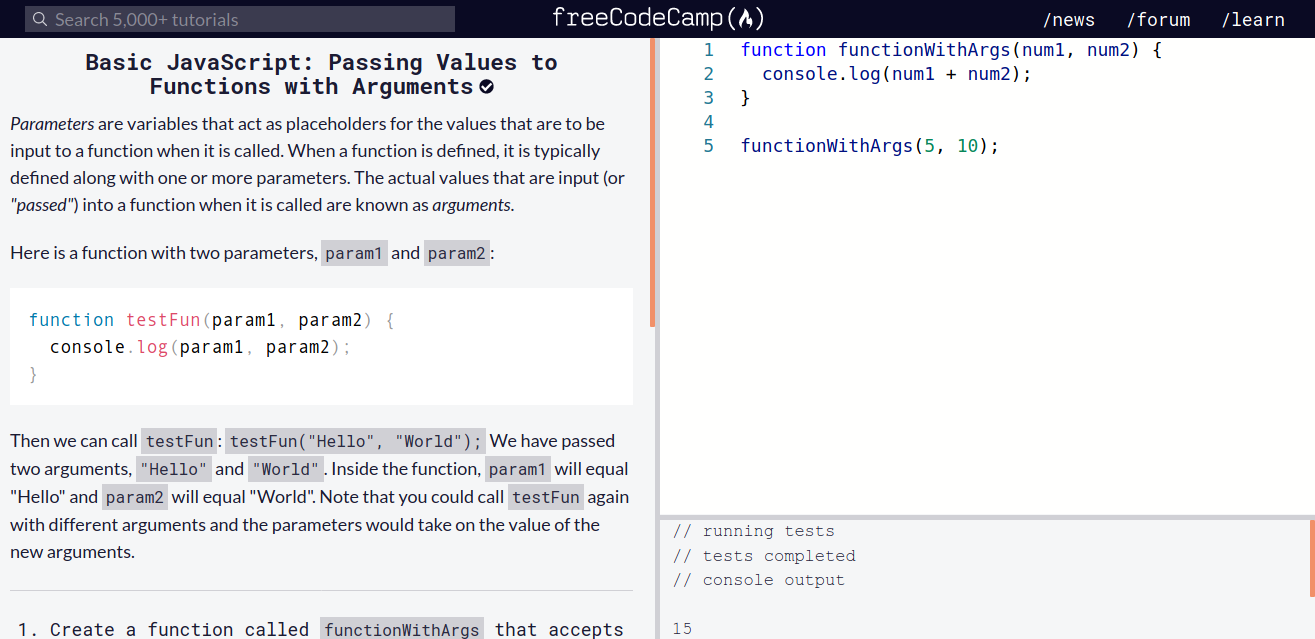 Search 5,000+ tutorials
freeCodeCamp(🔥)
/news /forum /learn
Basic JavaScript: Passing Values to
Functions with Arguments
Parameters are variables that act as placeholders for the values that are to be
input to a function when it is called. When a function is defined, it is typically
defined along with one or more parameters. The actual values that are input (or
"passed") into a function when it is called are known as arguments.
Here is a function with two parameters, param1 and param2:
function testFun(param1, param2) {
  console.log(param1, param2);
}
Then we can call testFun: testFun("Hello", "World"); We have passed
two arguments, "Hello" and "World". Inside the function, param1 will equal
"Hello" and param2 will equal "World". Note that you could call testFun again
with different arguments and the parameters would take on the value of the
new arguments.
1. Create a function called functionWithArgs that accepts
1 function functionWithArgs(num1, num2) {
2   console.log(num1 + num2);
3 }
4
5 functionWithArgs(5, 10);
// running tests
// tests completed
// console output
15